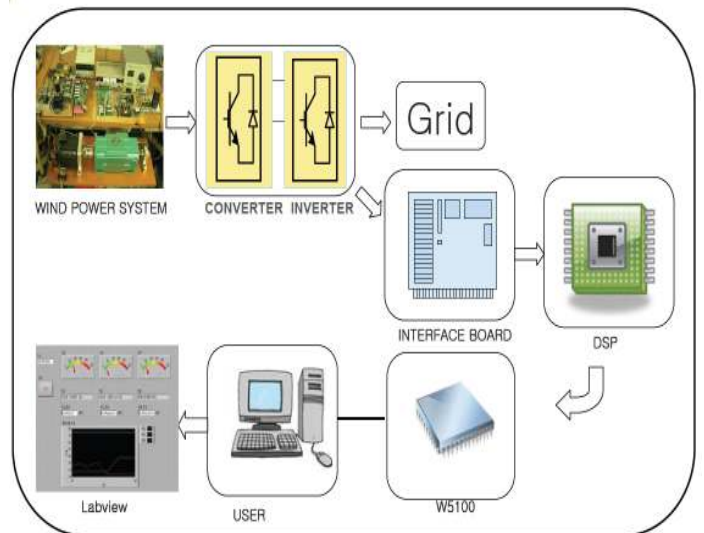 Grid
WIND POWER SYSTEM
CONVERTER INVERTER
INTERFACE BOARD
DSP
Labview
USER
W5100